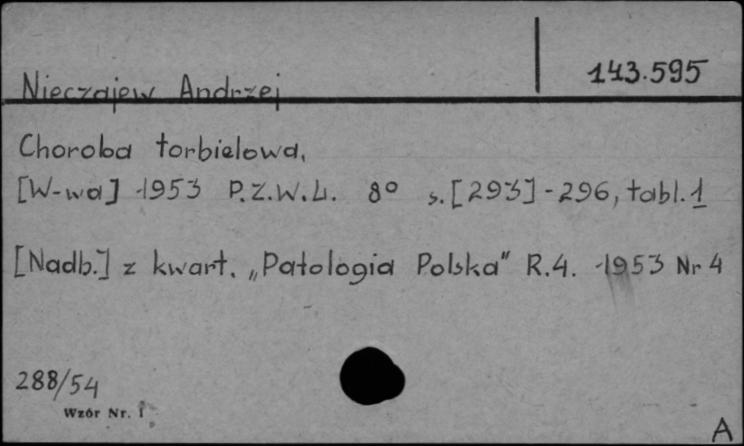 143.595
Nieczajew Andrzej
Choroba torbielowa,
[W-wa] 1953 P.Z.W.L. 8° s.[293]-296, tabl.1
[Nadb.] z kwart. „Patologia Polska" R.4. 1953 Nr 4
288/54
Wzór Nr. 1
A